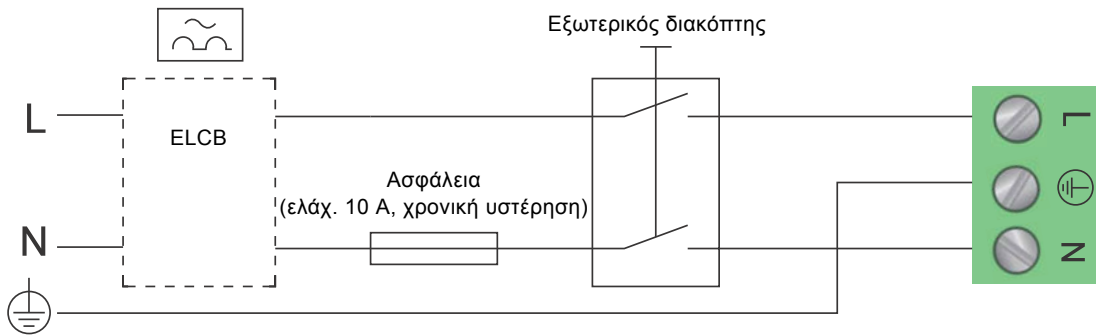 Εξωτερικός διακόπτης
L
ELCB
L
Ασφάλεια
(ελάχ. 10 A, χρονική υστέρηση)
N
N